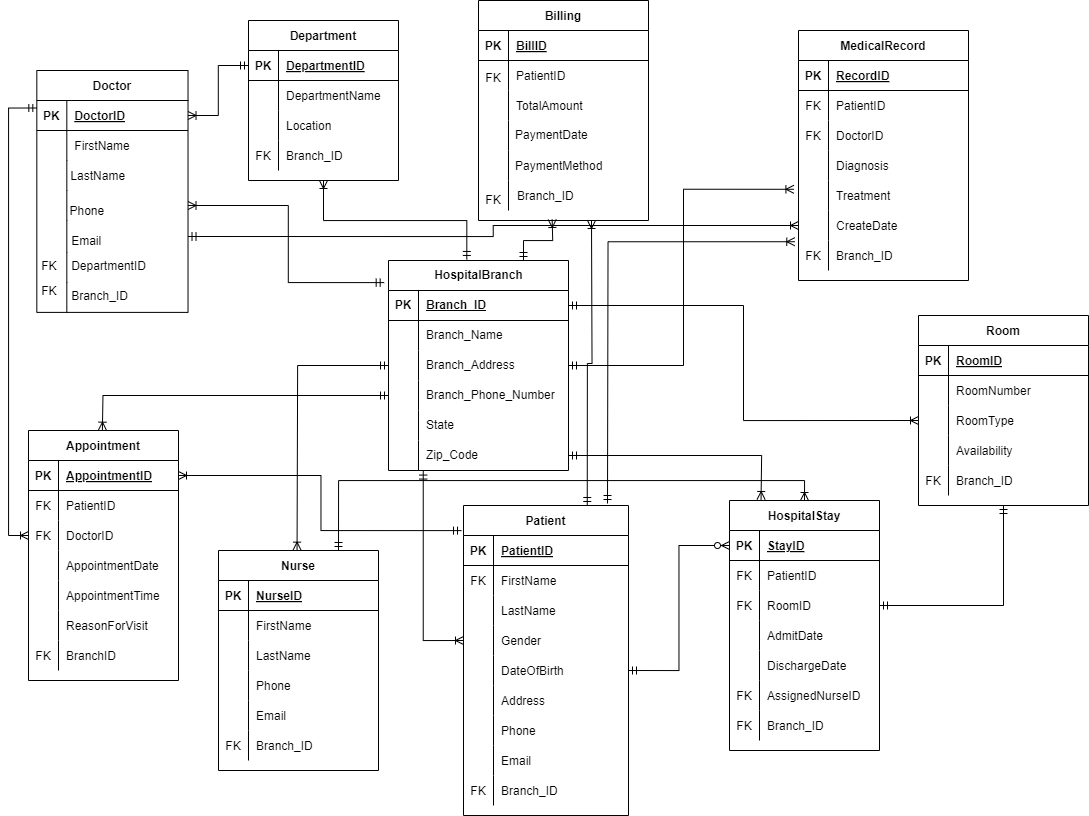 Doctor
PK DoctorID
FirstName
LastName
Phone
Email
FK DepartmentID
FK Branch_ID
Department
PK DepartmentID
DepartmentName
Location
FK Branch_ID
Billing
PK BillID
FK PatientID
TotalAmount
PaymentDate
PaymentMethod
FK Branch_ID
MedicalRecord
PK RecordID
FK PatientID
FK DoctorID
Diagnosis
Treatment
CreateDate
FK Branch_ID
HospitalBranch
PK Branch_ID
Branch_Name
Branch_Address
Branch_Phone_Number
State
Zip_Code
Room
PK RoomID
RoomNumber
RoomType
Availability
FK Branch_ID
Appointment
PK AppointmentID
FK PatientID
FK DoctorID
AppointmentDate
AppointmentTime
ReasonForVisit
FK BranchID
Nurse
PK NurseID
FirstName
LastName
Phone
Email
FK Branch_ID
Patient
PK PatientID
FK FirstName
LastName
Gender
DateOfBirth
Address
Phone
Email
FK Branch_ID
HospitalStay
PK StayID
FK PatientID
FK RoomID
AdmitDate
DischargeDate
FK AssignedNurseID
FK Branch_ID